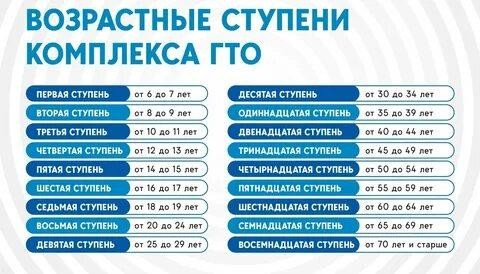 ВОЗРАСТНЫЕ СТУПЕНИ
КОМПЛЕКСА ГТО
ПЕРВАЯ СТУПЕНЬ от 6 до 7 лет
ВТОРАЯ СТУПЕНЬ от 8 до 9 лет
ТРЕТЬЯ СТУПЕНЬ от 10 до 11 лет
ЧЕТВЕРТАЯ СТУПЕНЬ от 12 до 13 лет
ПЯТАЯ СТУПЕНЬ от 14 до 15 лет
ШЕСТАЯ СТУПЕНЬ от 16 до 17 лет
СЕДЬМАЯ СТУПЕНЬ от 18 до 19 лет
ВОСЬМАЯ СТУПЕНЬ от 20 до 24 лет
ДЕВЯТАЯ СТУПЕНЬ от 25 до 29 лет
ДЕСЯТАЯ СТУПЕНЬ от 30 до 34 лет
ОДИННАДЦАТАЯ СТУПЕНЬ от 35 до 39 лет
ДВЕНАДЦАТАЯ СТУПЕНЬ от 40 до 44 лет
ТРИНАДЦАТАЯ СТУПЕНЬ от 45 до 49 лет
ЧЕТЫРНАДЦАТАЯ СТУПЕНЬ от 50 до 54 лет
ПЯТНАДЦАТАЯ СТУПЕНЬ от 55 до 59 лет
ШЕСТНАДЦАТАЯ СТУПЕНЬ от 60 до 64 лет
СЕМНАДЦАТАЯ СТУПЕНЬ от 65 до 69 лет
ВОСЕМНАДЦАТАЯ СТУПЕНЬ от 70 лет и старше